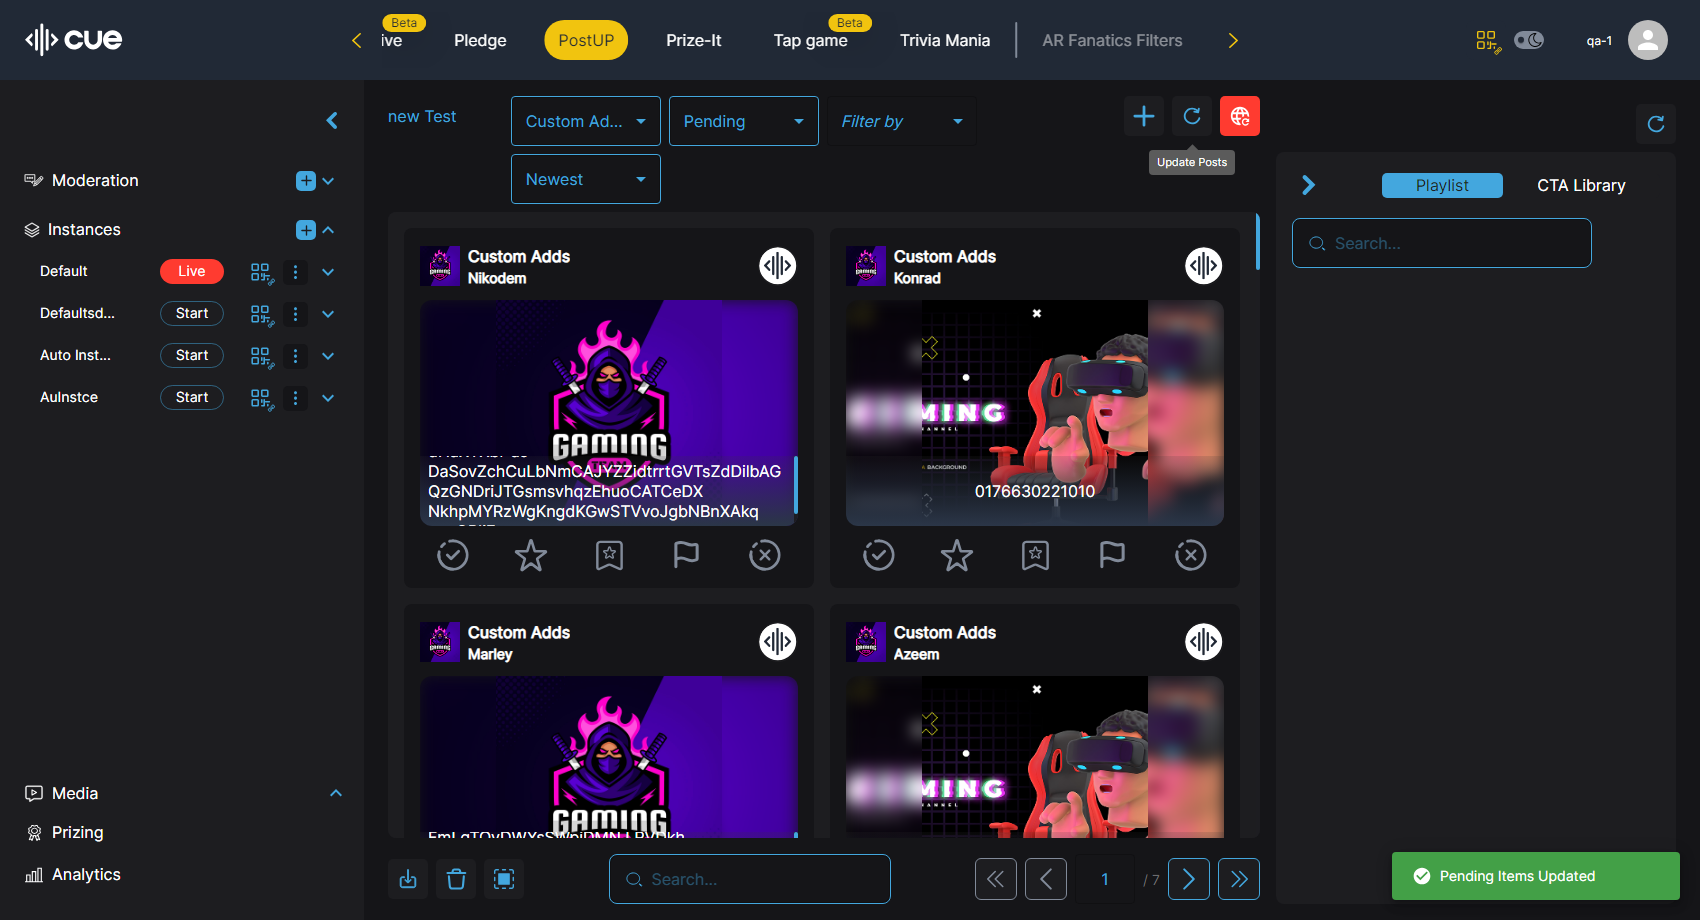 cue
Beta
ive
Pledge
PostUP
Prize-It
Beta
Tap game
Trivia Mania
AR Fanatics Filters
qa-1
Moderation
Instances
Default
Live
Defaultsd...
Start
Auto Inst...
Start
AuInstce
Start
Media
Prizing
Analytics
new Test
Custom Ad...
Pending
Filter by
Newest
Update Posts
Custom Adds
Nikodem
GAMING
DaSovZchCuLbNmCAJYZZidtrrtGVTsZdDilbAG
QzGNDriJTGsmsvhqzEhuoCATCeDX
NkhpMYRzWgKngdKGwSTVvoJgbNBnXAkq
Custom Adds
Konrad
MING
ANNEL
BACKGROUND
0176630221010
Custom Adds
Marley
GAMING
Custom Adds
Azeem
MING
ANNEL
Search...
1
/ 7
Playlist
CTA Library
Search...
Pending Items Updated